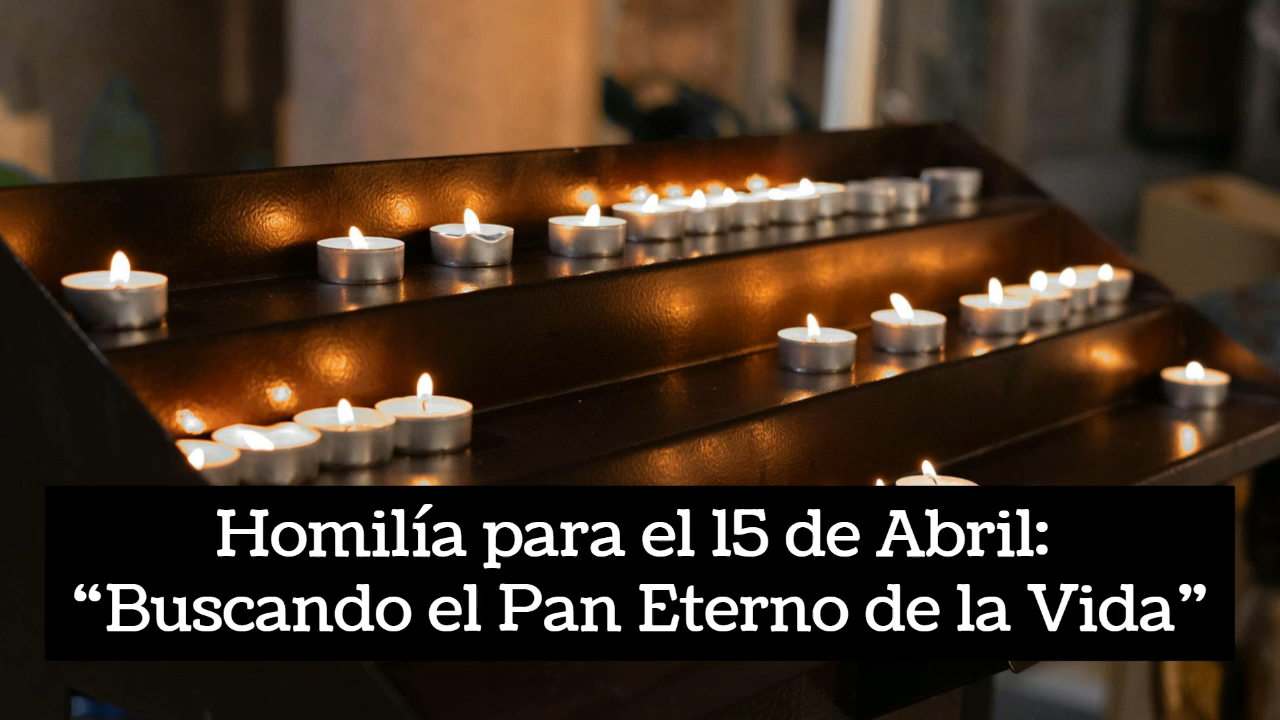 Homilía para el 15 de Abril:
“Buscando el Pan Eterno de la Vida”